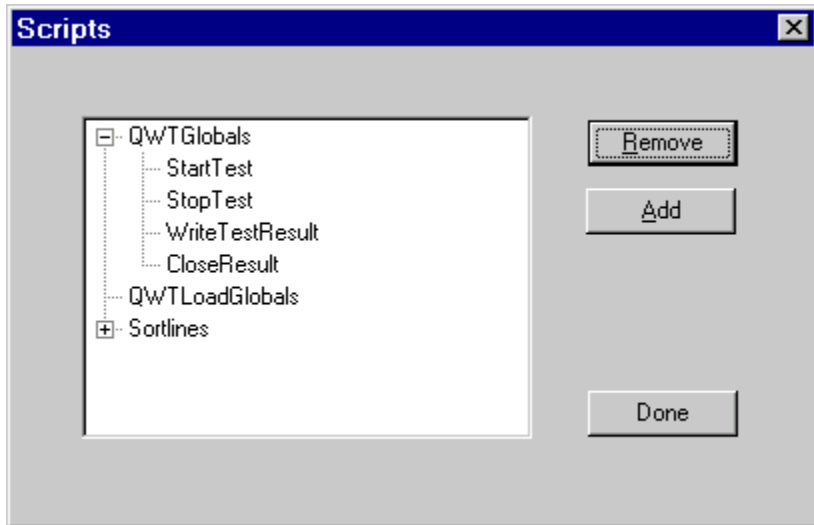 Scripts
QWTGlobals
StartTest
StopTest
WriteTestResult
CloseResult
QWTLoadGlobals
Sortlines
Remove
Add
Done